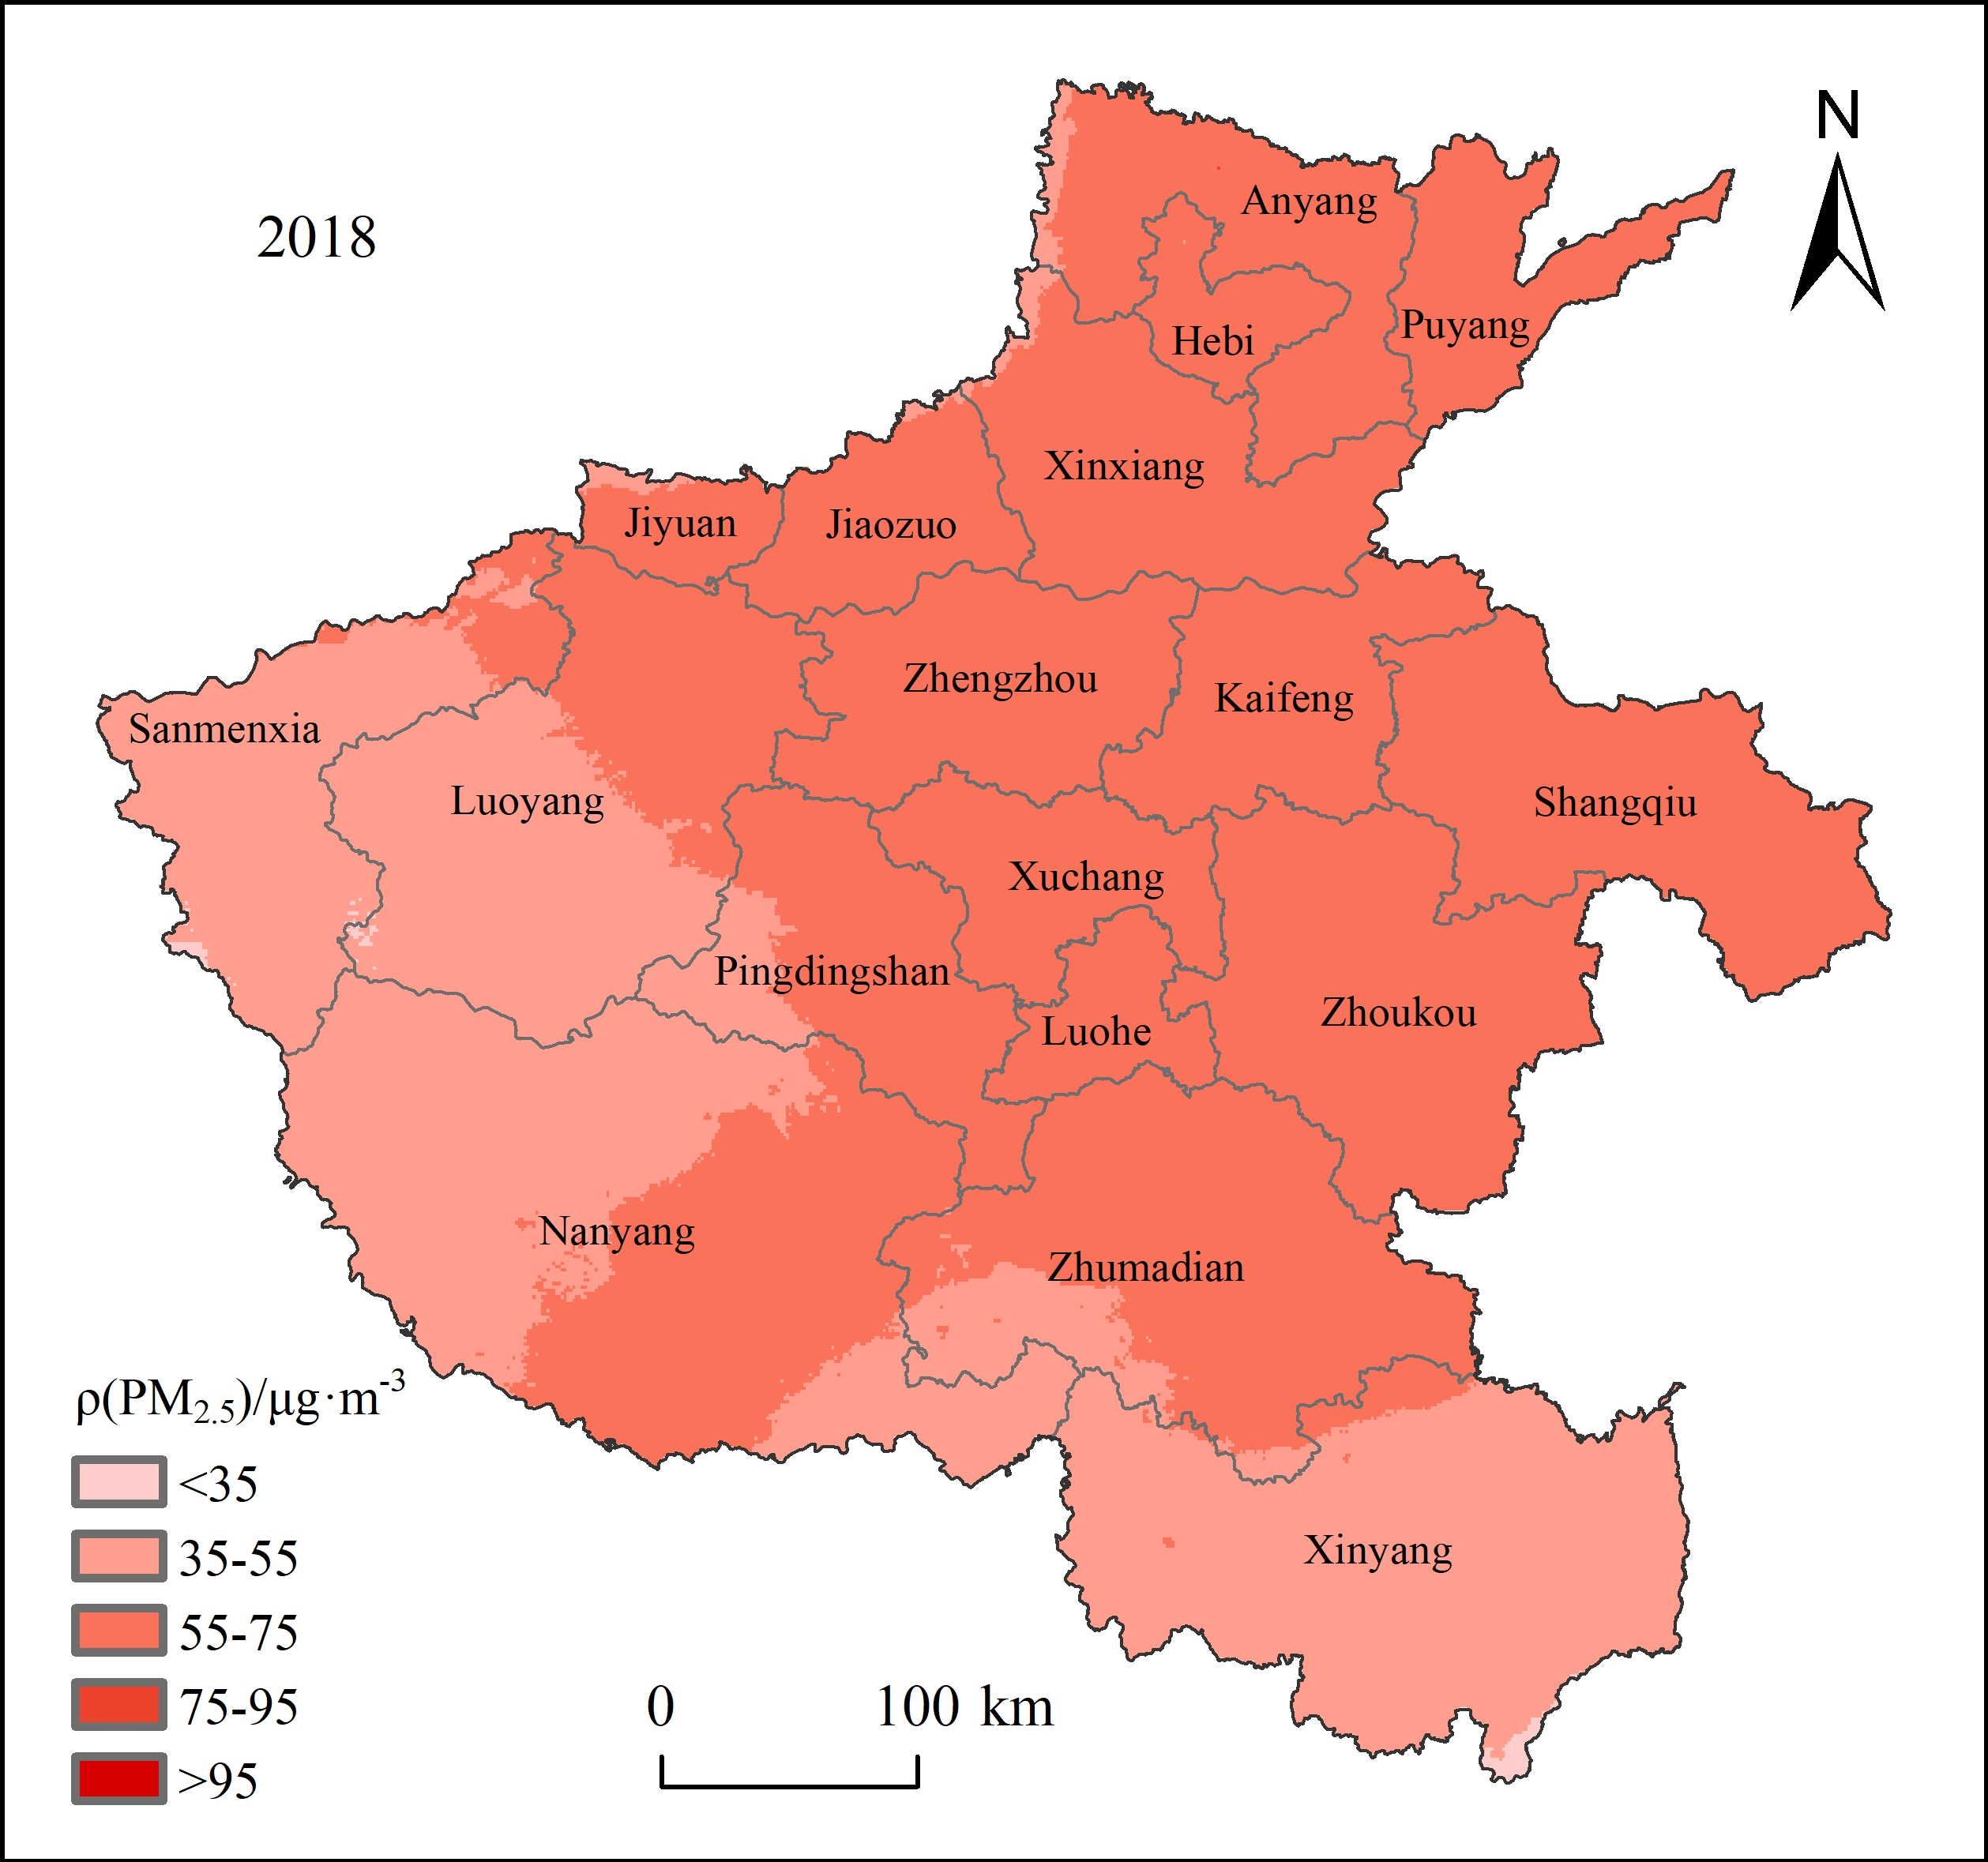 N
2018
Anyang
Hebi
Puyang
Xinxiang
Jiyuan
Jiaozuo
Zhengzhou
Kaifeng
Sanmenxia
Luoyang
Shangqiu
Xuchang
Pingdingshan
Luohe
Zhoukou
Nanyang
Zhumadian
Xinyang
ρ(PM2.5)/μg·m-3
<35
35-55
55-75
75-95
>95
0 100 km